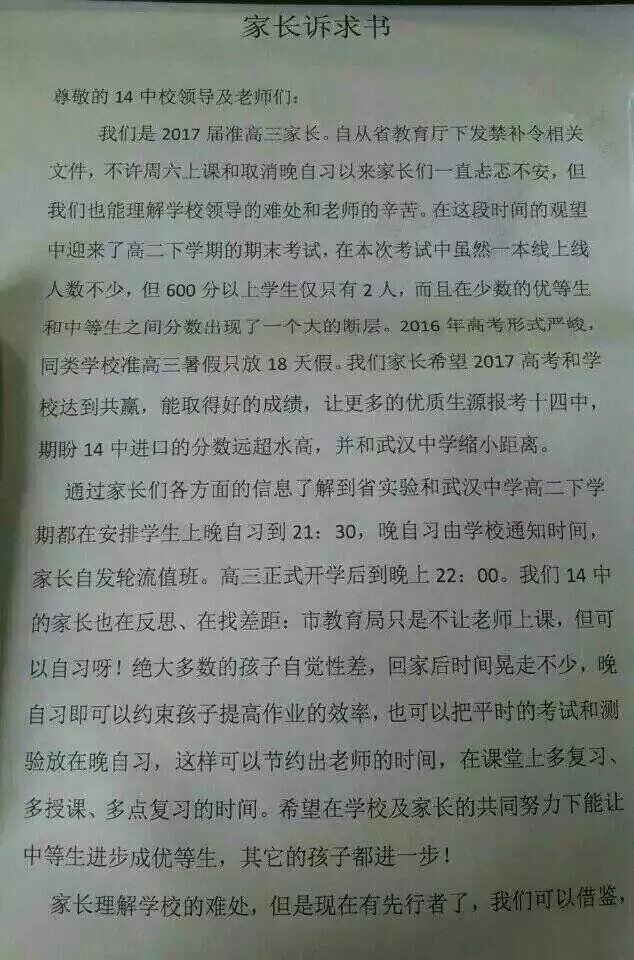 家长诉求书
尊敬的 14 中校领导及老师们：
我们是 2017 届准高三家长。自从省教育厅下发禁补令相关
文件，不许周六上课和取消晚自习以来家长们一直忐忑不安，但
我们也能理解学校领导的难处和老师的辛苦。在这段时间的观望
中迎来了高二下学期的期末考试，在本次考试中虽然一本线上线
人数不少，但 600 分以上学生仅只有 2 人，而且在少数的优等生
和中等生之间分数出现了一个大的断层。2016 年高考形式严峻，
同类学校准高三暑假只放 18 天假。我们家长希望 2017 高考和学
校达到共赢，能取得好的成绩，让更多的优质生源报考十四中，
期盼 14 中进口的分数远超水高，并和武汉中学缩小距离。
通过家长们各方面的信息了解到省实验和武汉中学高二下学
期都在安排学生上晚自习到 21：30，晚自习由学校通知时间，
家长自发轮流值班。高三正式开学后到晚上 22：00。我们 14 中
的家长也在反思、在找差距：市教育局只是不让老师上课，但可
以自习呀！绝大多数的孩子自觉性差，回家后时间晃走不少，晚
自习即可以约束孩子提高作业的效率，也可以把平时的考试和测
验放在晚自习，这样可以节约出老师的时间，在课堂上多复习、
多授课、多点复习的时间。希望在学校及家长的共同努力下能让
中等生进步成优等生，其它的孩子都进一步！
家长理解学校的难处，但是现在有先行者了，我们可以借鉴，